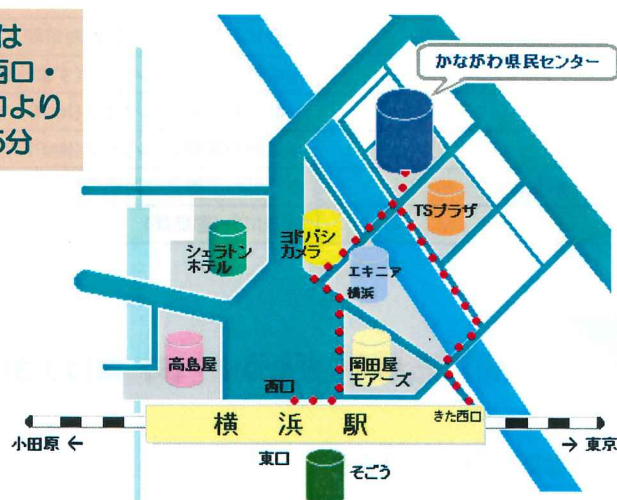 は
西口・
口より
5分
かながわ県民センター
TSプラザ
ヨドバシ
カメラ
シェラトン
ホテル
エキニア
横浜
高島屋
岡田屋
モアーズ
西口
きた西口
横浜駅
小田原 ←
→ 東京
東口
そごう